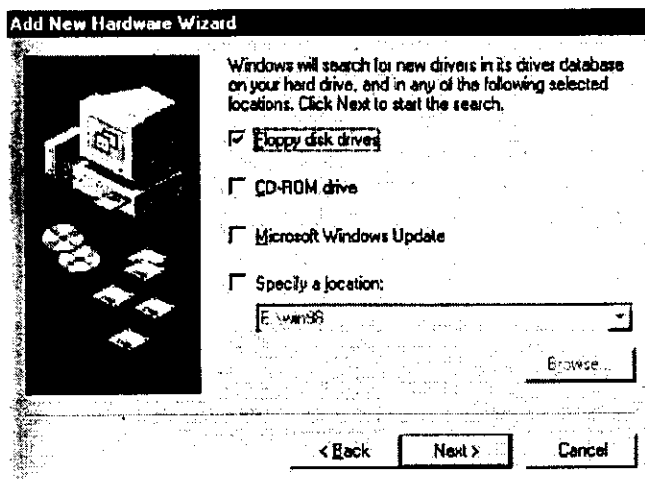 Add New Hardware Wizard
Windows will search for new drivers in its driver database
on your hard drive, and in any of the following selected
locations. Click Next to start the search.
Floppy disk drives
CD-ROM drive
Microsoft Windows Update
Specify a location:
E:\win98
Browse...
< Back
Next >
Cancel